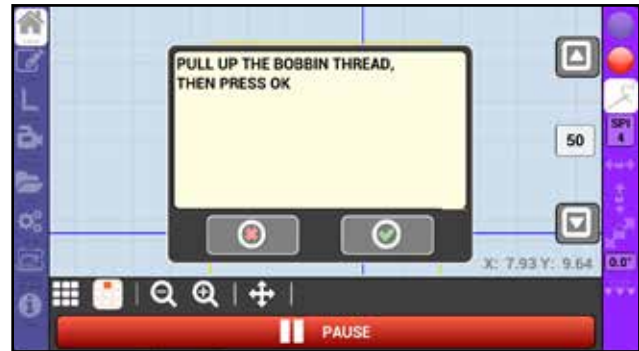 PULL UP THE BOBBIN THREAD,
THEN PRESS OK
SPI
4
50
X: 7.93 Y: 9.64
0.0°
PAUSE